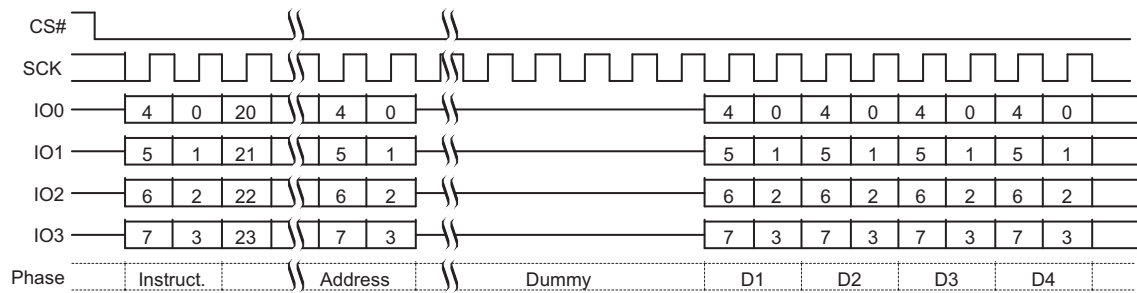 CS#
SCK
IO0 4 0 20 4 0 4 0 4 0 4 0 4 0
IO1 5 1 21 5 1 5 1 5 1 5 1 5 1
IO2 6 2 22 6 2 6 2 6 2 6 2 6 2
IO3 7 3 23 7 3 7 3 7 3 7 3 7 3
Phase Instruct. Address Dummy D1 D2 D3 D4